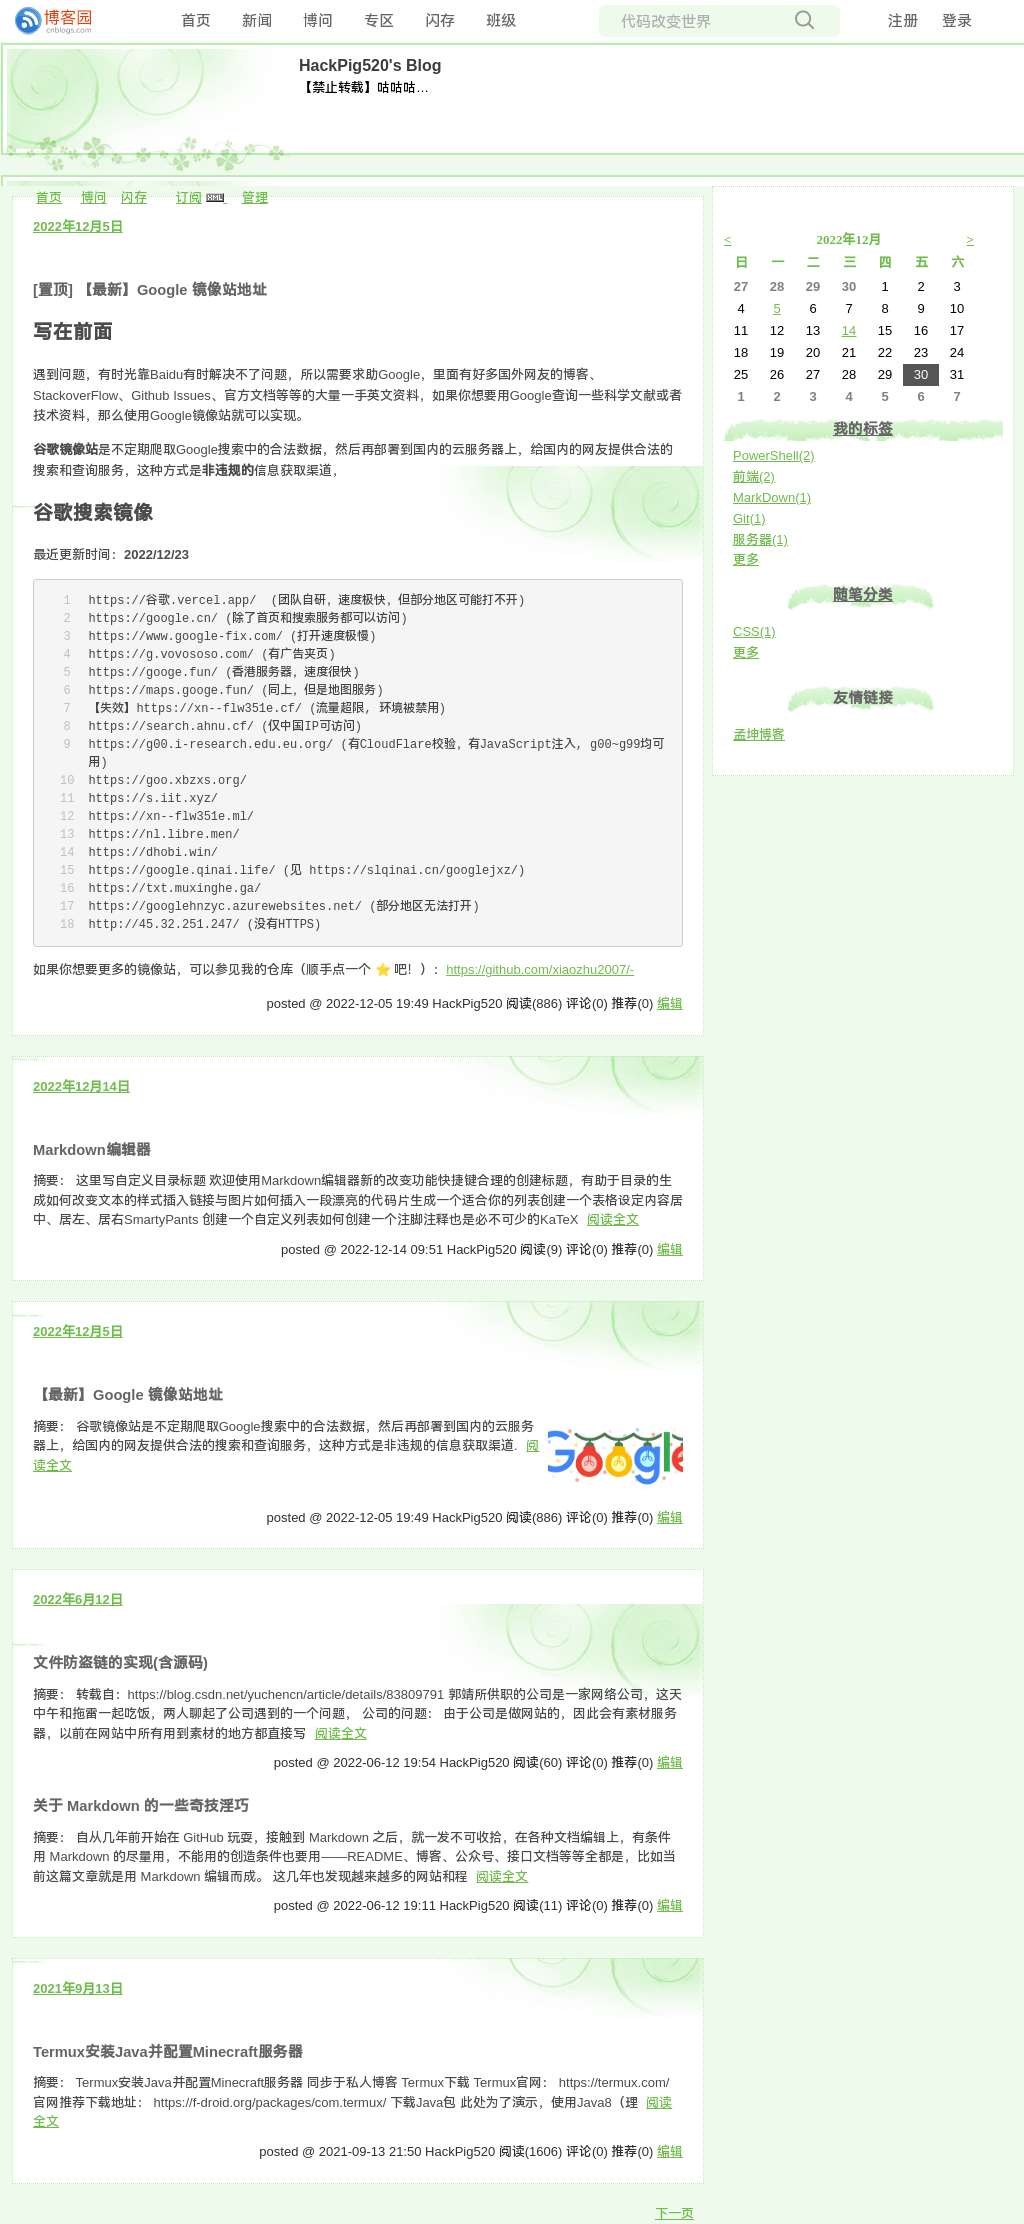 博客园
cnblogs.com
首页 新闻 博问 专区 闪存 班级 代码改变世界 注册 登录
HackPig520's Blog
【禁止转载】咕咕咕…
首页 博问 闪存 订阅 XML 管理
2022年12月5日
[置顶] 【最新】Google 镜像站地址
写在前面
遇到问题，有时光靠Baidu有时解决不了问题，所以需要求助Google，里面有好多国外网友的博客、
StackoverFlow、Github Issues、官方文档等等的大量一手英文资料，如果你想要用Google查询一些科学文献或者
技术资料，那么使用Google镜像站就可以实现。
谷歌镜像站是不定期爬取Google搜索中的合法数据，然后再部署到国内的云服务器上，给国内的网友提供合法的
搜索和查询服务，这种方式是非违规的信息获取渠道，
谷歌搜索镜像
最近更新时间：2022/12/23
1 https://谷歌.vercel.app/ (团队自研，速度极快，但部分地区可能打不开)
2 https://google.cn/ (除了首页和搜索服务都可以访问)
3 https://www.google-fix.com/ (打开速度极慢)
4 https://g.vovososo.com/ (有广告夹页)
5 https://googe.fun/ (香港服务器，速度很快)
6 https://maps.googe.fun/ (同上，但是地图服务)
7 【失效】https://xn--flw351e.cf/ (流量超限, 环境被禁用)
8 https://search.ahnu.cf/ (仅中国IP可访问)
9 https://g00.i-research.edu.eu.org/ (有CloudFlare校验，有JavaScript注入, g00~g99均可
用)
10 https://goo.xbzxs.org/
11 https://s.iit.xyz/
12 https://xn--flw351e.ml/
13 https://nl.libre.men/
14 https://dhobi.win/
15 https://google.qinai.life/ (见 https://slqinai.cn/googlejxz/)
16 https://txt.muxinghe.ga/
17 https://googlehnzyc.azurewebsites.net/ (部分地区无法打开)
18 http://45.32.251.247/ (没有HTTPS)
如果你想要更多的镜像站，可以参见我的仓库（顺手点一个 ⭐ 吧！）：https://github.com/xiaozhu2007/-
posted @ 2022-12-05 19:49 HackPig520 阅读(886) 评论(0) 推荐(0) 编辑
2022年12月14日
Markdown编辑器
摘要： 这里写自定义目录标题 欢迎使用Markdown编辑器新的改变功能快捷键合理的创建标题，有助于目录的生
成如何改变文本的样式插入链接与图片如何插入一段漂亮的代码片生成一个适合你的列表创建一个表格设定内容居
中、居左、居右SmartyPants 创建一个自定义列表如何创建一个注脚注释也是必不可少的KaTeX 阅读全文
posted @ 2022-12-14 09:51 HackPig520 阅读(9) 评论(0) 推荐(0) 编辑
2022年12月5日
【最新】Google 镜像站地址
摘要： 谷歌镜像站是不定期爬取Google搜索中的合法数据，然后再部署到国内的云服务
器上，给国内的网友提供合法的搜索和查询服务，这种方式是非违规的信息获取渠道. 阅
读全文
Google
posted @ 2022-12-05 19:49 HackPig520 阅读(886) 评论(0) 推荐(0) 编辑
2022年6月12日
文件防盗链的实现(含源码)
摘要： 转载自：https://blog.csdn.net/yuchencn/article/details/83809791 郭靖所供职的公司是一家网络公司，这天
中午和拖雷一起吃饭，两人聊起了公司遇到的一个问题， 公司的问题： 由于公司是做网站的，因此会有素材服务
器，以前在网站中所有用到素材的地方都直接写 阅读全文
posted @ 2022-06-12 19:54 HackPig520 阅读(60) 评论(0) 推荐(0) 编辑
关于 Markdown 的一些奇技淫巧
摘要： 自从几年前开始在 GitHub 玩耍，接触到 Markdown 之后，就一发不可收拾，在各种文档编辑上，有条件
用 Markdown 的尽量用，不能用的创造条件也要用——README、博客、公众号、接口文档等等全都是，比如当
前这篇文章就是用 Markdown 编辑而成。 这几年也发现越来越多的网站和程 阅读全文
posted @ 2022-06-12 19:11 HackPig520 阅读(11) 评论(0) 推荐(0) 编辑
2021年9月13日
Termux安装Java并配置Minecraft服务器
摘要： Termux安装Java并配置Minecraft服务器 同步于私人博客 Termux下载 Termux官网： https://termux.com/
官网推荐下载地址： https://f-droid.org/packages/com.termux/ 下载Java包 此处为了演示，使用Java8（理 阅读
全文
posted @ 2021-09-13 21:50 HackPig520 阅读(1606) 评论(0) 推荐(0) 编辑
下一页
< 2022年12月 >
日 一 二 三 四 五 六
27 28 29 30 1 2 3
4 5 6 7 8 9 10
11 12 13 14 15 16 17
18 19 20 21 22 23 24
25 26 27 28 29 30 31
1 2 3 4 5 6 7
我的标签
PowerShell(2)
前端(2)
MarkDown(1)
Git(1)
服务器(1)
更多
随笔分类
CSS(1)
更多
友情链接
孟坤博客